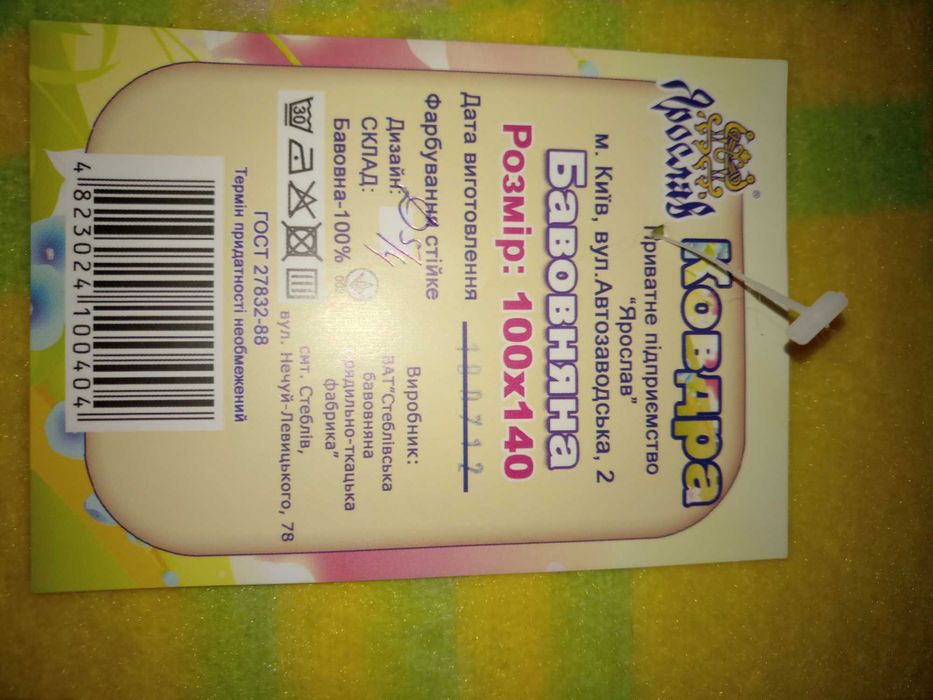 Ярослав ®
Ковдра
Приватне підприємство
"Ярослав"
м. Київ, вул.Автозаводська, 2
Бавовняна
Розмір: 100х140
Дата виготовлення 180712
Фарбування стійке
Дизайн:
СКЛАД:
Бавовна-100%
30
Виробник:
ВАТ"Стеблівська
бавовняна
прядильно-ткацька
фабрика"
смт. Стеблів,
вул. Нечуй-Левицького, 78
ГОСТ 27832-88
Термін придатності необмежений
4 823024 100404